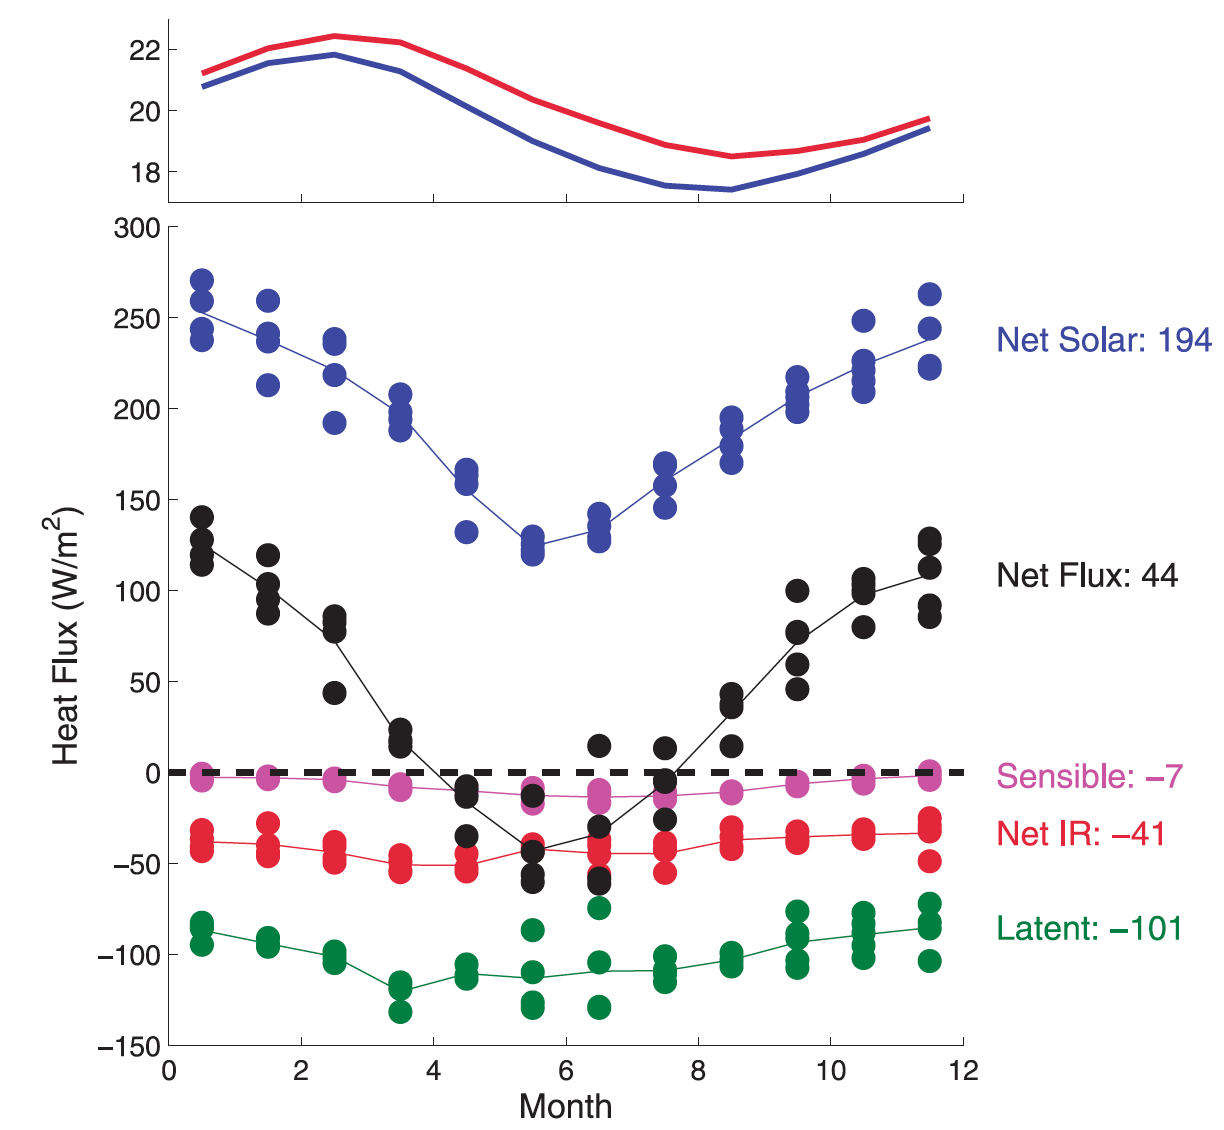 22
20
18
300
250
200
150
100
50
0
−50
−100
−150
0 2 4 6 8 10 12
Month
Heat Flux (W/m²)
Net Solar: 194
Net Flux: 44
Sensible: −7
Net IR: −41
Latent: −101